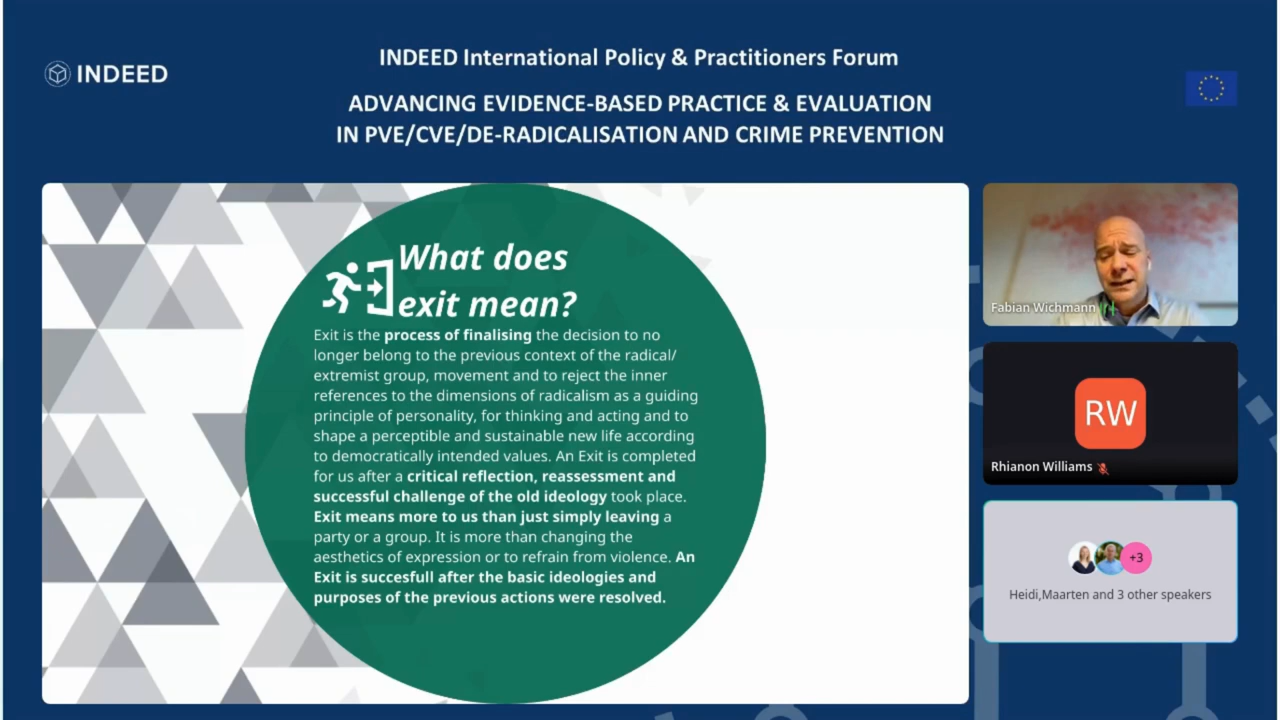 INDEED
INDEED International Policy & Practitioners Forum
ADVANCING EVIDENCE-BASED PRACTICE & EVALUATION
IN PVE/CVE/DE-RADICALISATION AND CRIME PREVENTION
What does
exit mean?
Exit is the process of finalising the decision to no
longer belong to the previous context of the radical/
extremist group, movement and to reject the inner
references to the dimensions of radicalism as a guiding
principle of personality, for thinking and acting and to
shape a perceptible and sustainable new life according
to democratically intended values. An Exit is completed
for us after a critical reflection, reassessment and
successful challenge of the old ideology took place.
Exit means more to us than just simply leaving a
party or a group. It is more than changing the
aesthetics of expression or to refrain from violence. An
Exit is succesfull after the basic ideologies and
purposes of the previous actions were resolved.
Fabian Wichmann
RW
Rhianon Williams
+3
Heidi,Maarten and 3 other speakers